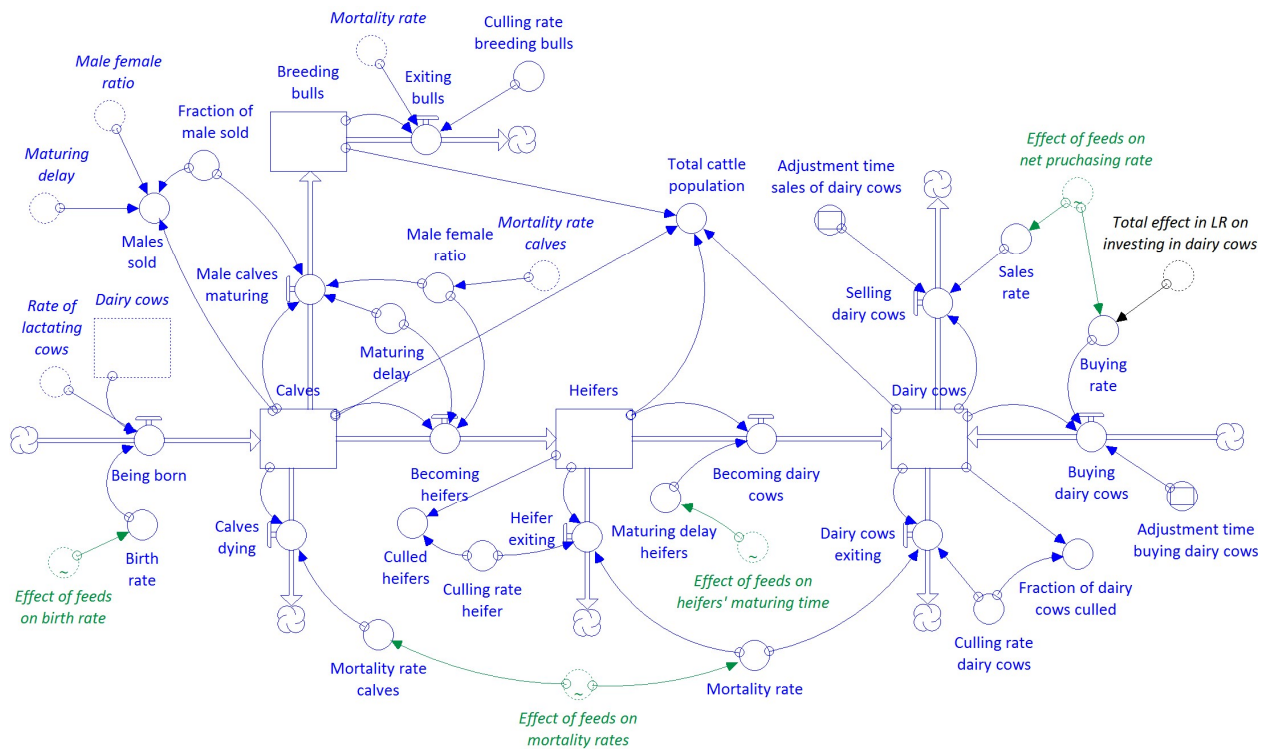 Mortality rate
Culling rate
breeding bulls
Male female
ratio
Breeding
bulls
Exiting
bulls
Fraction of
male sold
Effect of feeds on
net pruchasing rate
Maturing
delay
Total cattle
population
Adjustment time
sales of dairy cows
Males
sold
Male calves
maturing
Male female
ratio
Mortality rate
calves
Total effect in LR on
investing in dairy cows
Sales
rate
Selling
dairy cows
Rate of
lactating
cows
Dairy cows
Maturing
delay
Buying
rate
Calves
Heifers
Dairy cows
Being born
Becoming
heifers
Becoming dairy
cows
Buying
dairy cows
Calves
dying
Heifer
exiting
Maturing delay
heifers
Dairy cows
exiting
Adjustment time
buying dairy cows
Birth
rate
Culled
heifers
Culling rate
heifer
Effect of feeds on
heifers' maturing time
Fraction of dairy
cows culled
Effect of feeds
on birth rate
Culling rate
dairy cows
Mortality rate
calves
Mortality rate
Effect of feeds on
mortality rates
~
~
~
~